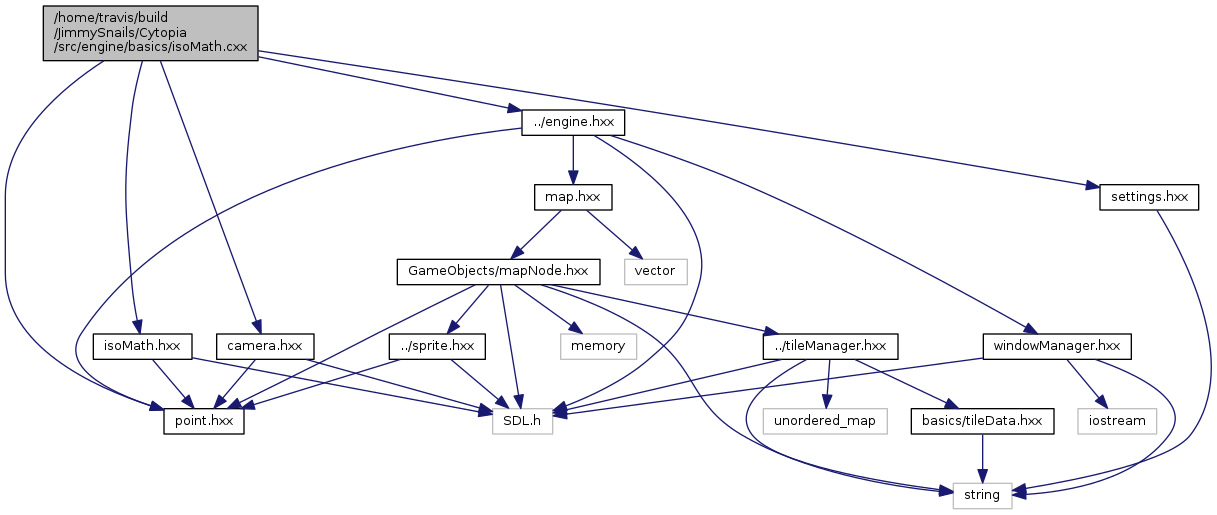 /home/travis/build
/JimmySnails/Cytopia
/src/engine/basics/isoMath.cxx
../engine.hxx
map.hxx
settings.hxx
GameObjects/mapNode.hxx
vector
isoMath.hxx
camera.hxx
../sprite.hxx
memory
../tileManager.hxx
windowManager.hxx
point.hxx
SDL.h
unordered_map
basics/tileData.hxx
iostream
string